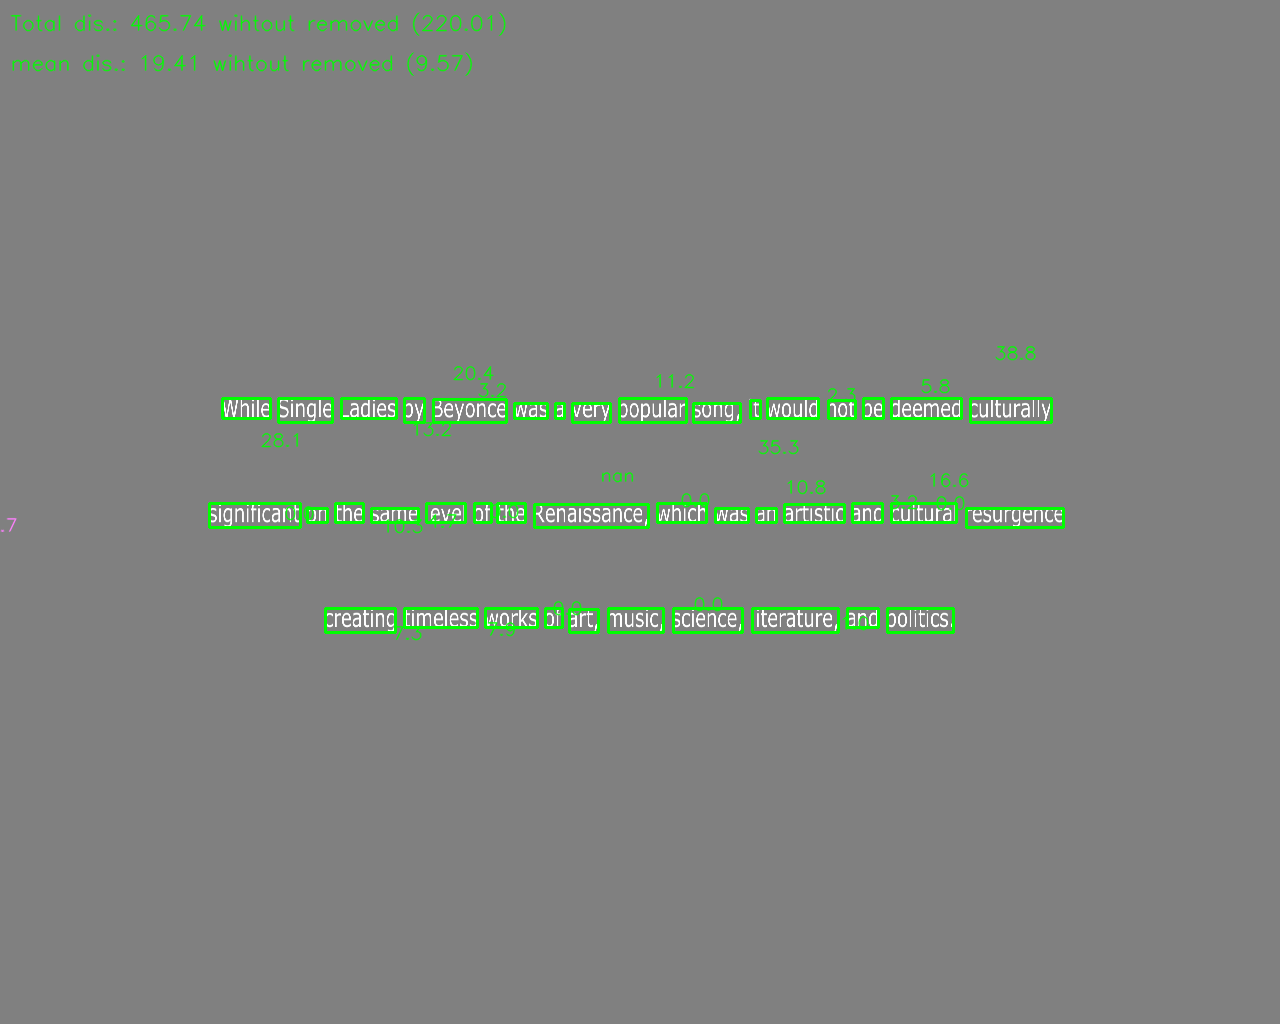 Total dis.: 465.74 wihtout removed (220.01)
mean dis.: 19.41 wihtout removed (9.57)
38.8
20.4
3.2 11.2 2.3 5.8
While Single Ladies by Beyonce was a very popular song, it would not be deemed culturally
28.1 13.2 35.3
nan 10.8 16.6
0.0 3.2 0.0
significant on the same level of the Renaissance, which was an artistic and cultural resurgence
.7 10.3
0.0 0.0
creating timeless works of art, music, science, literature, and politics.
7.5 7.9